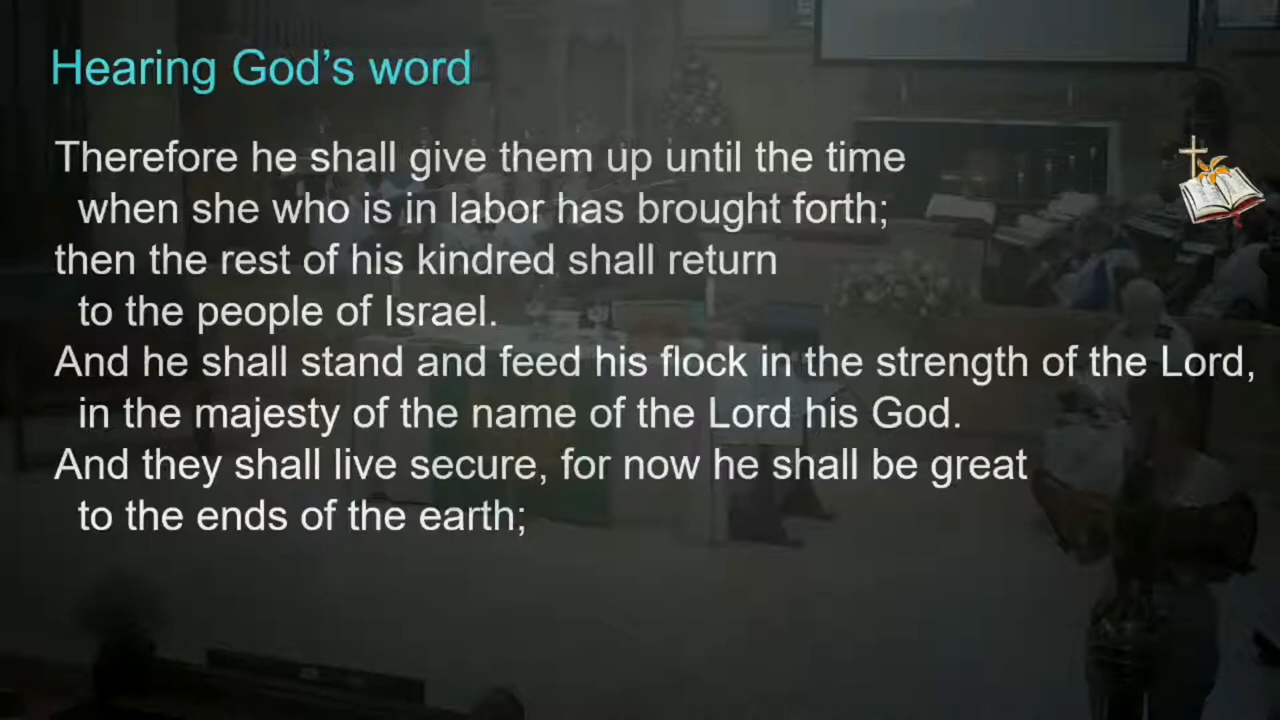 Hearing God's word
Therefore he shall give them up until the time
when she who is in labor has brought forth;
then the rest of his kindred shall return
to the people of Israel.
And he shall stand and feed his flock in the strength of the Lord,
in the majesty of the name of the Lord his God.
And they shall live secure, for now he shall be great
to the ends of the earth;